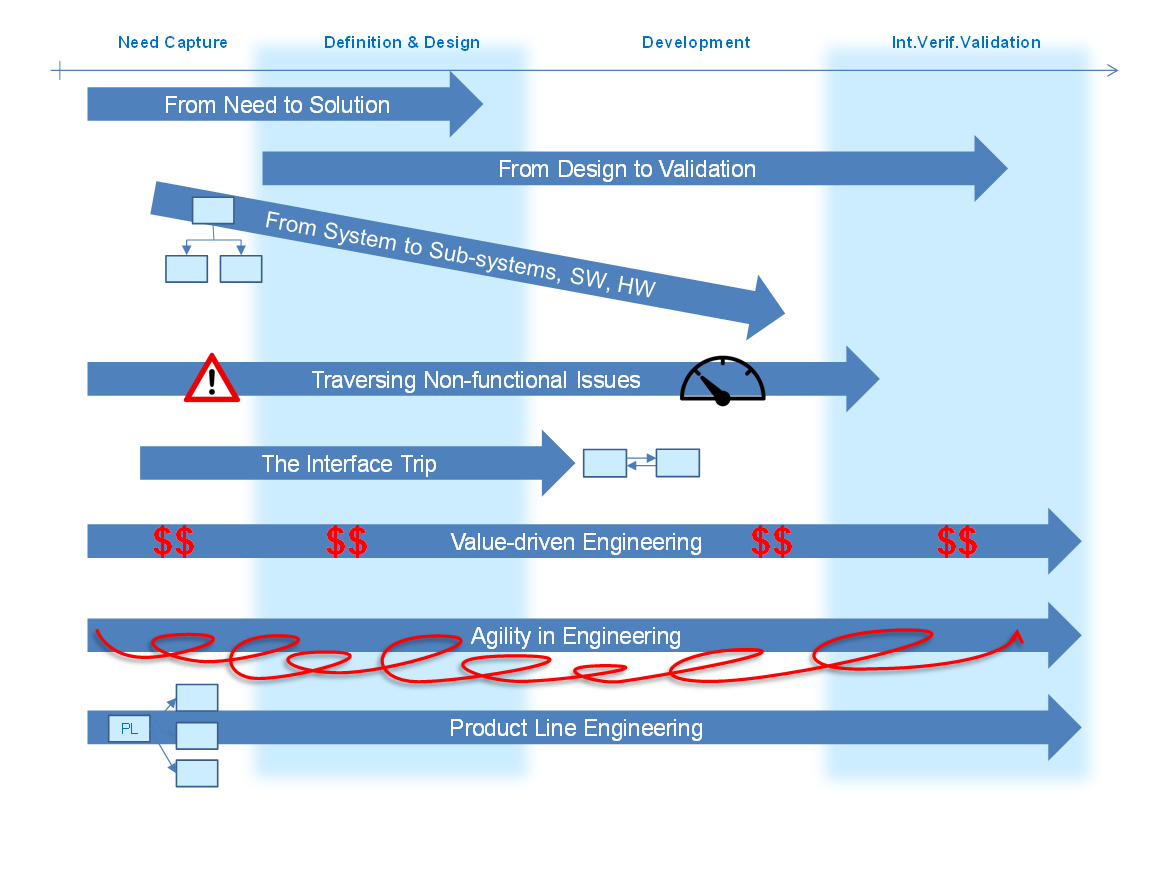 Need Capture
Definition & Design
Development
Int.Verif.Validation
From Need to Solution
From Design to Validation
From System to Sub-systems, SW, HW
!
Traversing Non-functional Issues
The Interface Trip
$$ $$ Value-driven Engineering $$ $$
Agility in Engineering
PL
Product Line Engineering